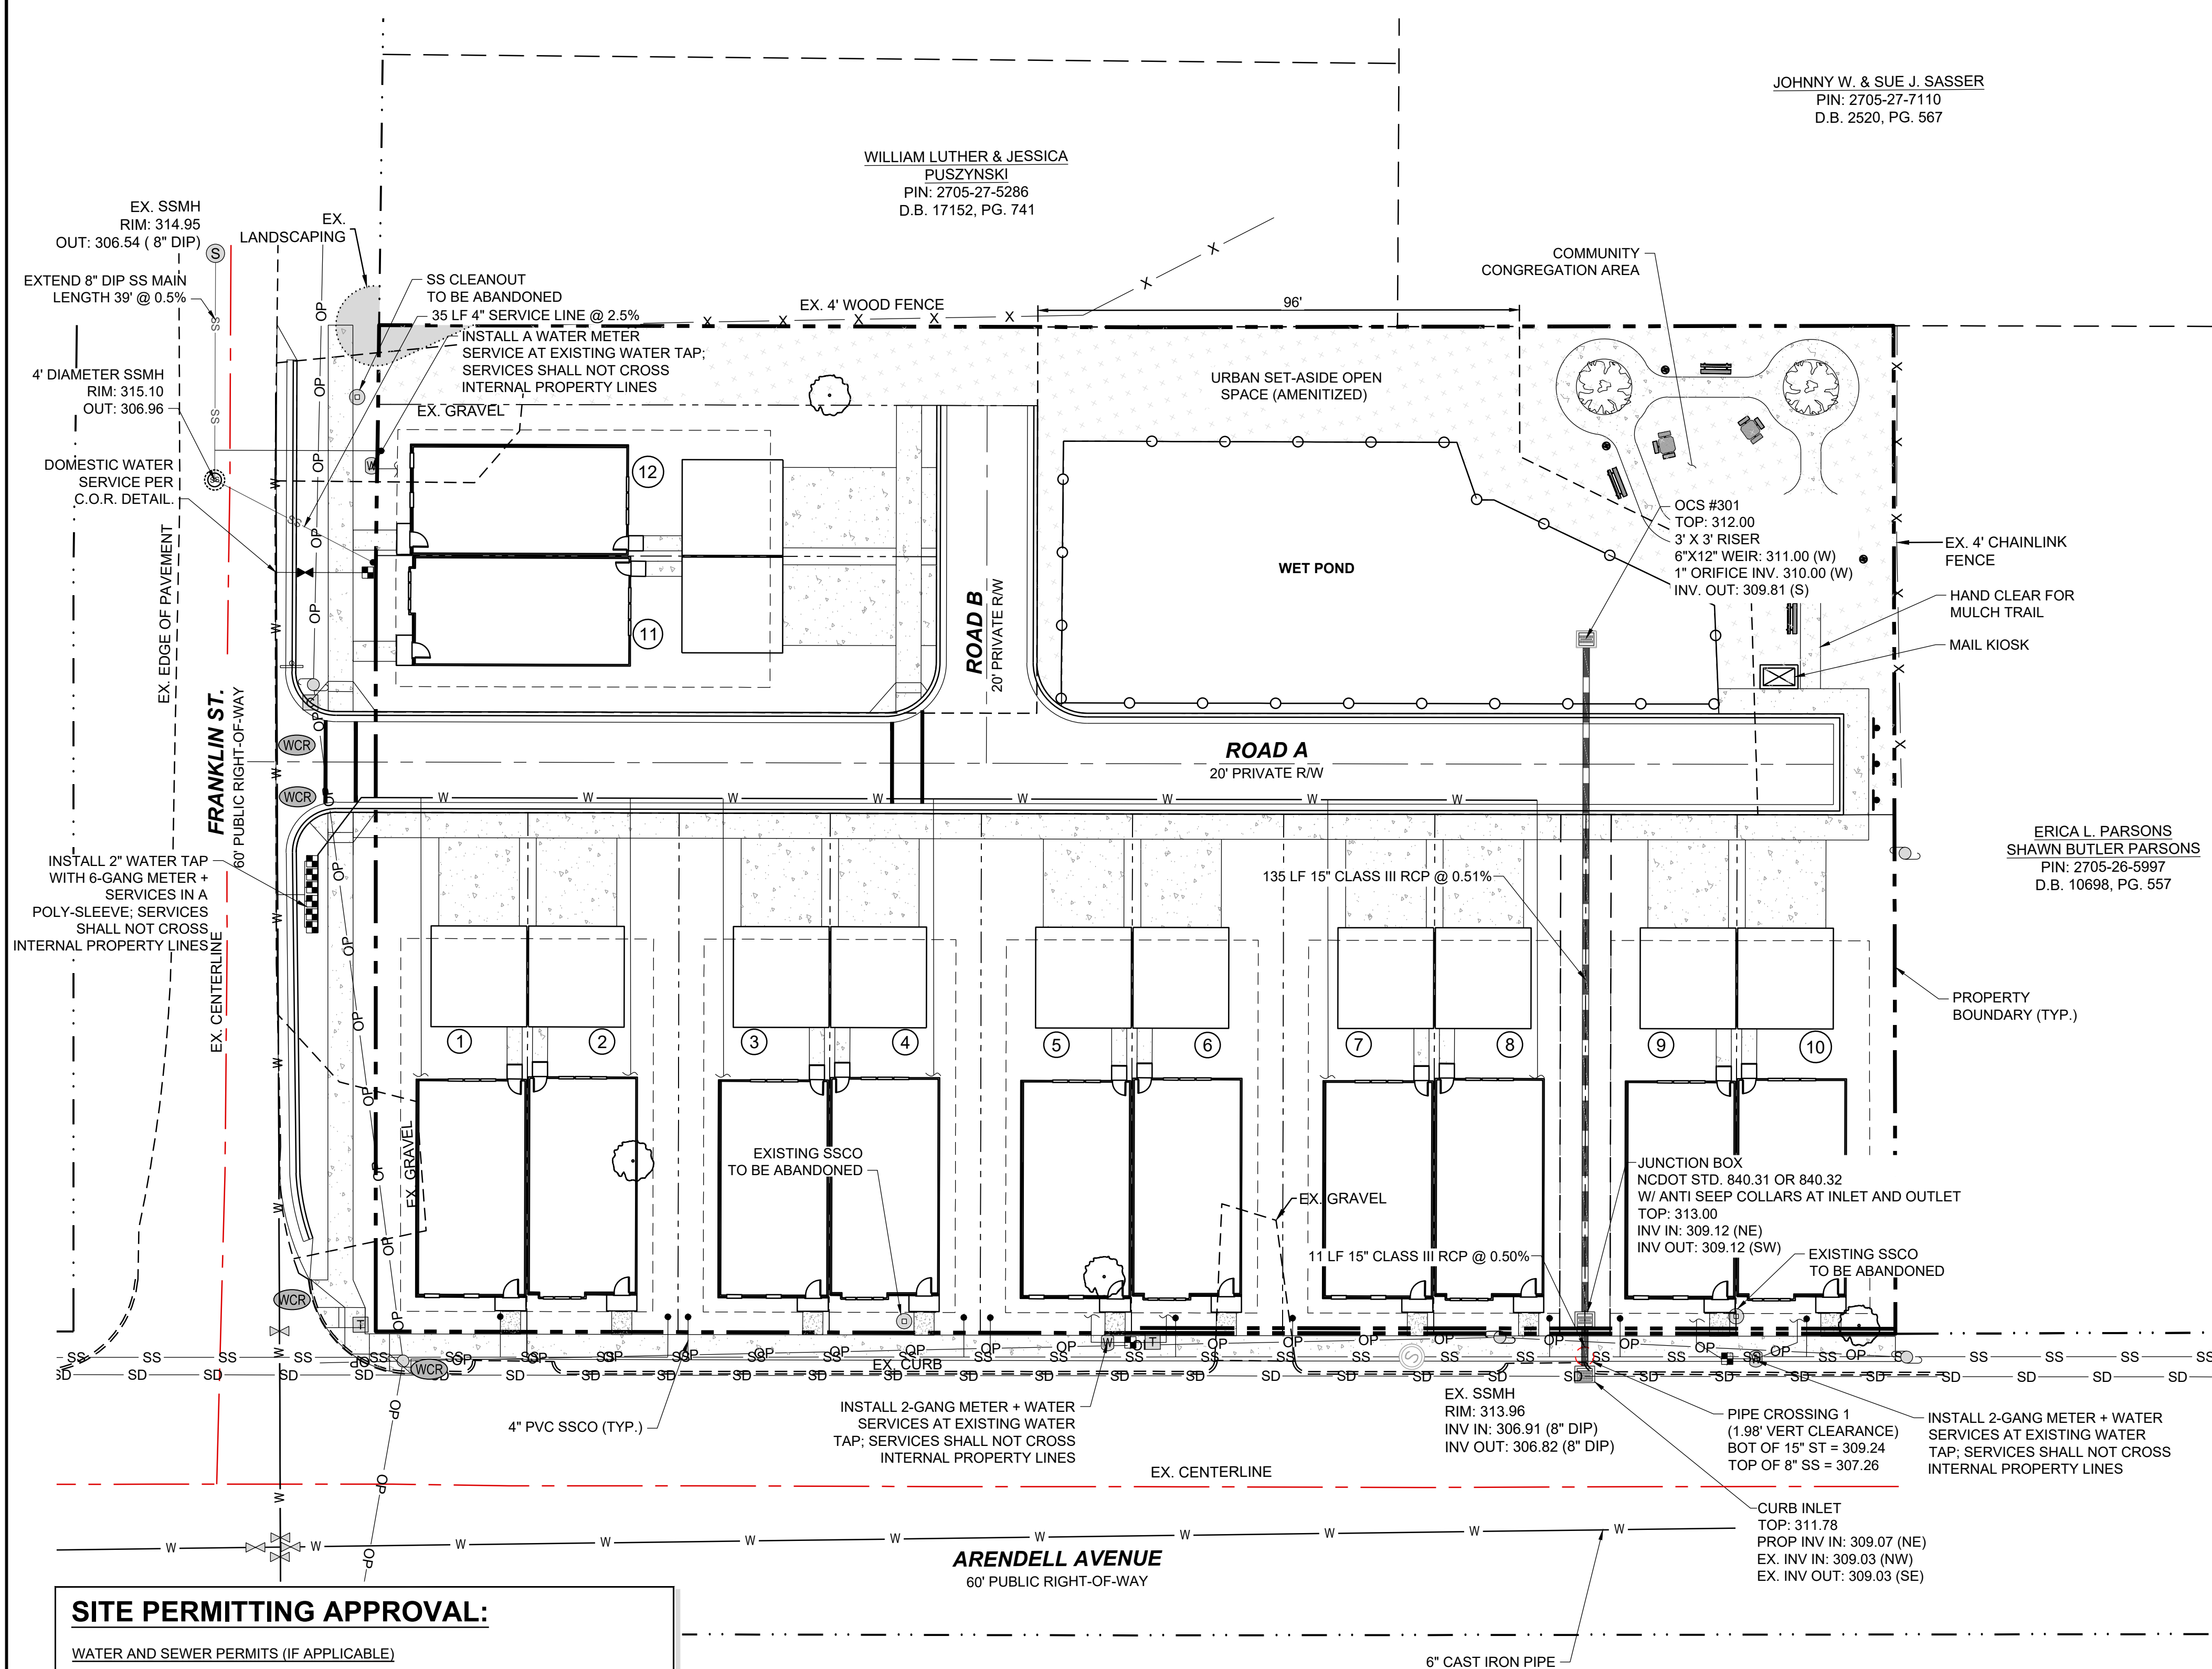 JOHNNY W. & SUE J. SASSER
PIN: 2705-27-7110
D.B. 2520, PG. 567
WILLIAM LUTHER & JESSICA
PUSZYNSKI
PIN: 2705-27-5286
D.B. 17152, PG. 741
EX. SSMH
RIM: 314.95
OUT: 306.54 ( 8" DIP)
EX.
LANDSCAPING
EXTEND 8" DIP SS MAIN
LENGTH 39' @ 0.5%
SS CLEANOUT
TO BE ABANDONED
35 LF 4" SERVICE LINE @ 2.5%
INSTALL A WATER METER
SERVICE AT EXISTING WATER TAP;
SERVICES SHALL NOT CROSS
INTERNAL PROPERTY LINES
EX. 4' WOOD FENCE
96'
COMMUNITY
CONGREGATION AREA
4' DIAMETER SSMH
RIM: 315.10
OUT: 306.96
EX. GRAVEL
URBAN SET-ASIDE OPEN
SPACE (AMENITIZED)
DOMESTIC WATER
SERVICE PER
C.O.R. DETAIL.
12
11
WET POND
OCS #301
TOP: 312.00
3' X 3' RISER
6"X12" WEIR: 311.00 (W)
1" ORIFICE INV. 310.00 (W)
INV. OUT: 309.81 (S)
EX. 4' CHAINLINK
FENCE
HAND CLEAR FOR
MULCH TRAIL
MAIL KIOSK
EX. EDGE OF PAVEMENT
FRANKLIN ST.
60' PUBLIC RIGHT-OF-WAY
ROAD B
20' PRIVATE R/W
WCR
WCR
ROAD A
20' PRIVATE R/W
INSTALL 2" WATER TAP
WITH 6-GANG METER +
SERVICES IN A
POLY-SLEEVE; SERVICES
SHALL NOT CROSS
INTERNAL PROPERTY LINES
EX. CENTERLINE
135 LF 15" CLASS III RCP @ 0.51%
ERICA L. PARSONS
SHAWN BUTLER PARSONS
PIN: 2705-26-5997
D.B. 10698, PG. 557
PROPERTY
BOUNDARY (TYP.)
1 2 3 4 5 6 7 8 9 10
EX. GRAVEL
EXISTING SSCO
TO BE ABANDONED
EX. GRAVEL
11 LF 15" CLASS III RCP @ 0.50%
JUNCTION BOX
NCDOT STD. 840.31 OR 840.32
W/ ANTI SEEP COLLARS AT INLET AND OUTLET
TOP: 313.00
INV IN: 309.12 (NE)
INV OUT: 309.12 (SW)
EXISTING SSCO
TO BE ABANDONED
WCR
WCR
EX. CURB
4" PVC SSCO (TYP.)
INSTALL 2-GANG METER + WATER
SERVICES AT EXISTING WATER
TAP; SERVICES SHALL NOT CROSS
INTERNAL PROPERTY LINES
EX. SSMH
RIM: 313.96
INV IN: 306.91 (8" DIP)
INV OUT: 306.82 (8" DIP)
PIPE CROSSING 1
(1.98' VERT CLEARANCE)
BOT OF 15" ST = 309.24
TOP OF 8" SS = 307.26
INSTALL 2-GANG METER + WATER
SERVICES AT EXISTING WATER
TAP; SERVICES SHALL NOT CROSS
INTERNAL PROPERTY LINES
EX. CENTERLINE
CURB INLET
TOP: 311.78
PROP INV IN: 309.07 (NE)
EX. INV IN: 309.03 (NW)
EX. INV OUT: 309.03 (SE)
ARENDELL AVENUE
60' PUBLIC RIGHT-OF-WAY
6" CAST IRON PIPE
SITE PERMITTING APPROVAL:
WATER AND SEWER PERMITS (IF APPLICABLE)